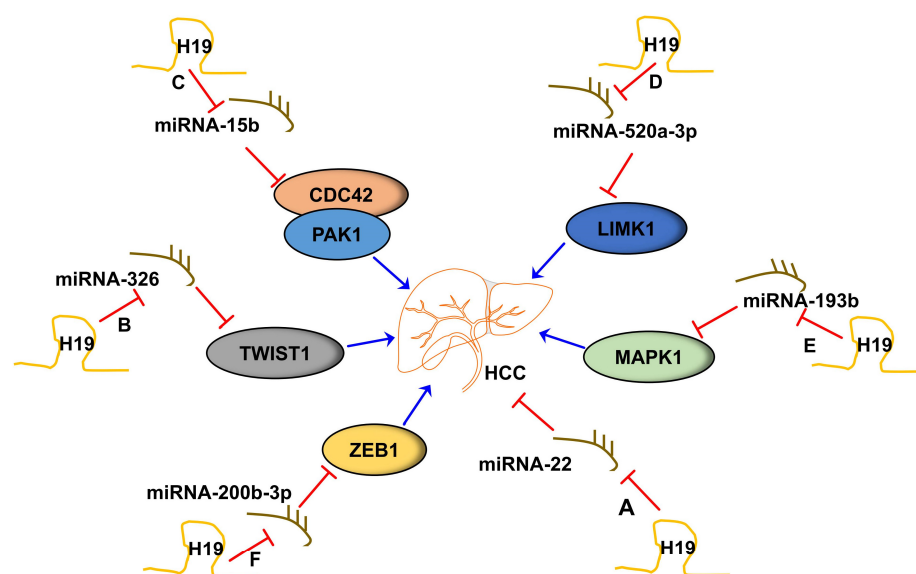 H19
C
miRNA-15b
CDC42
PAK1
H19
D
miRNA-520a-3p
LIMK1
miRNA-326
B
H19
TWIST1
miRNA-193b
E
H19
MAPK1
HCC
ZEB1
miRNA-200b-3p
H19
F
miRNA-22
A
H19